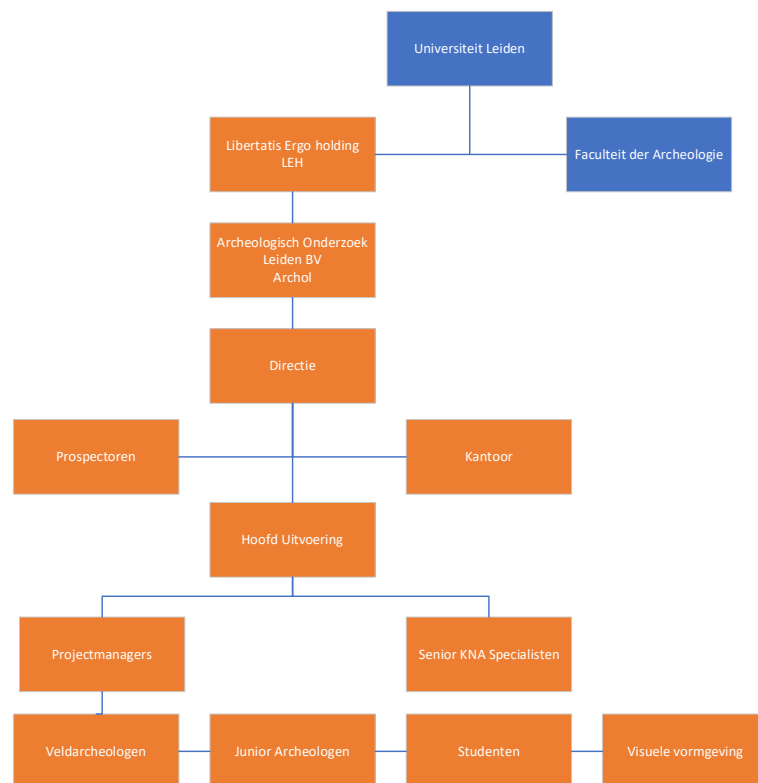 Universiteit Leiden
Libertatis Ergo holding
LEH
Faculteit der Archeologie
Archeologisch Onderzoek
Leiden BV
Archol
Directie
Prospectoren
Kantoor
Hoofd Uitvoering
Projectmanagers
Senior KNA Specialisten
Veldarcheologen
Junior Archeologen
Studenten
Visuele vormgeving